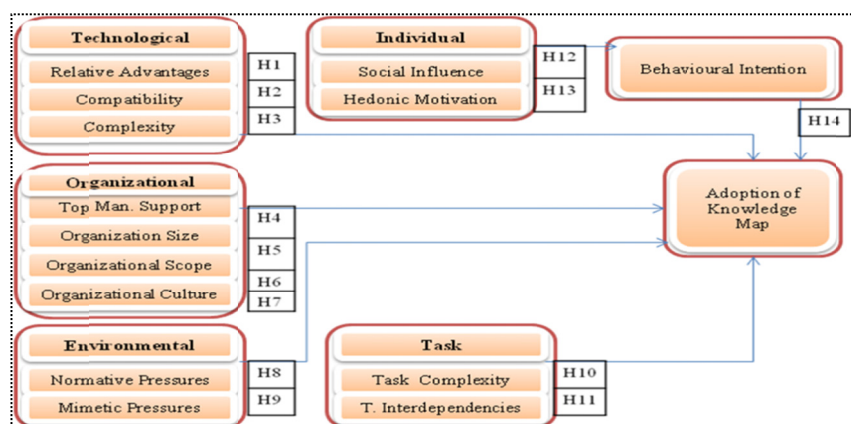 Technological
Relative Advantages
H1
Compatibility
H2
Complexity
H3
Individual
Social Influence
H12
Hedonic Motivation
H13
Behavioural Intention
H14
Organizational
Top Man. Support
H4
Organization Size
H5
Organizational Scope
H6
Organizational Culture
H7
Adoption of
Knowledge
Map
Environmental
Normative Pressures
H8
Mimetic Pressures
H9
Task
Task Complexity
H10
T. Interdependencies
H11